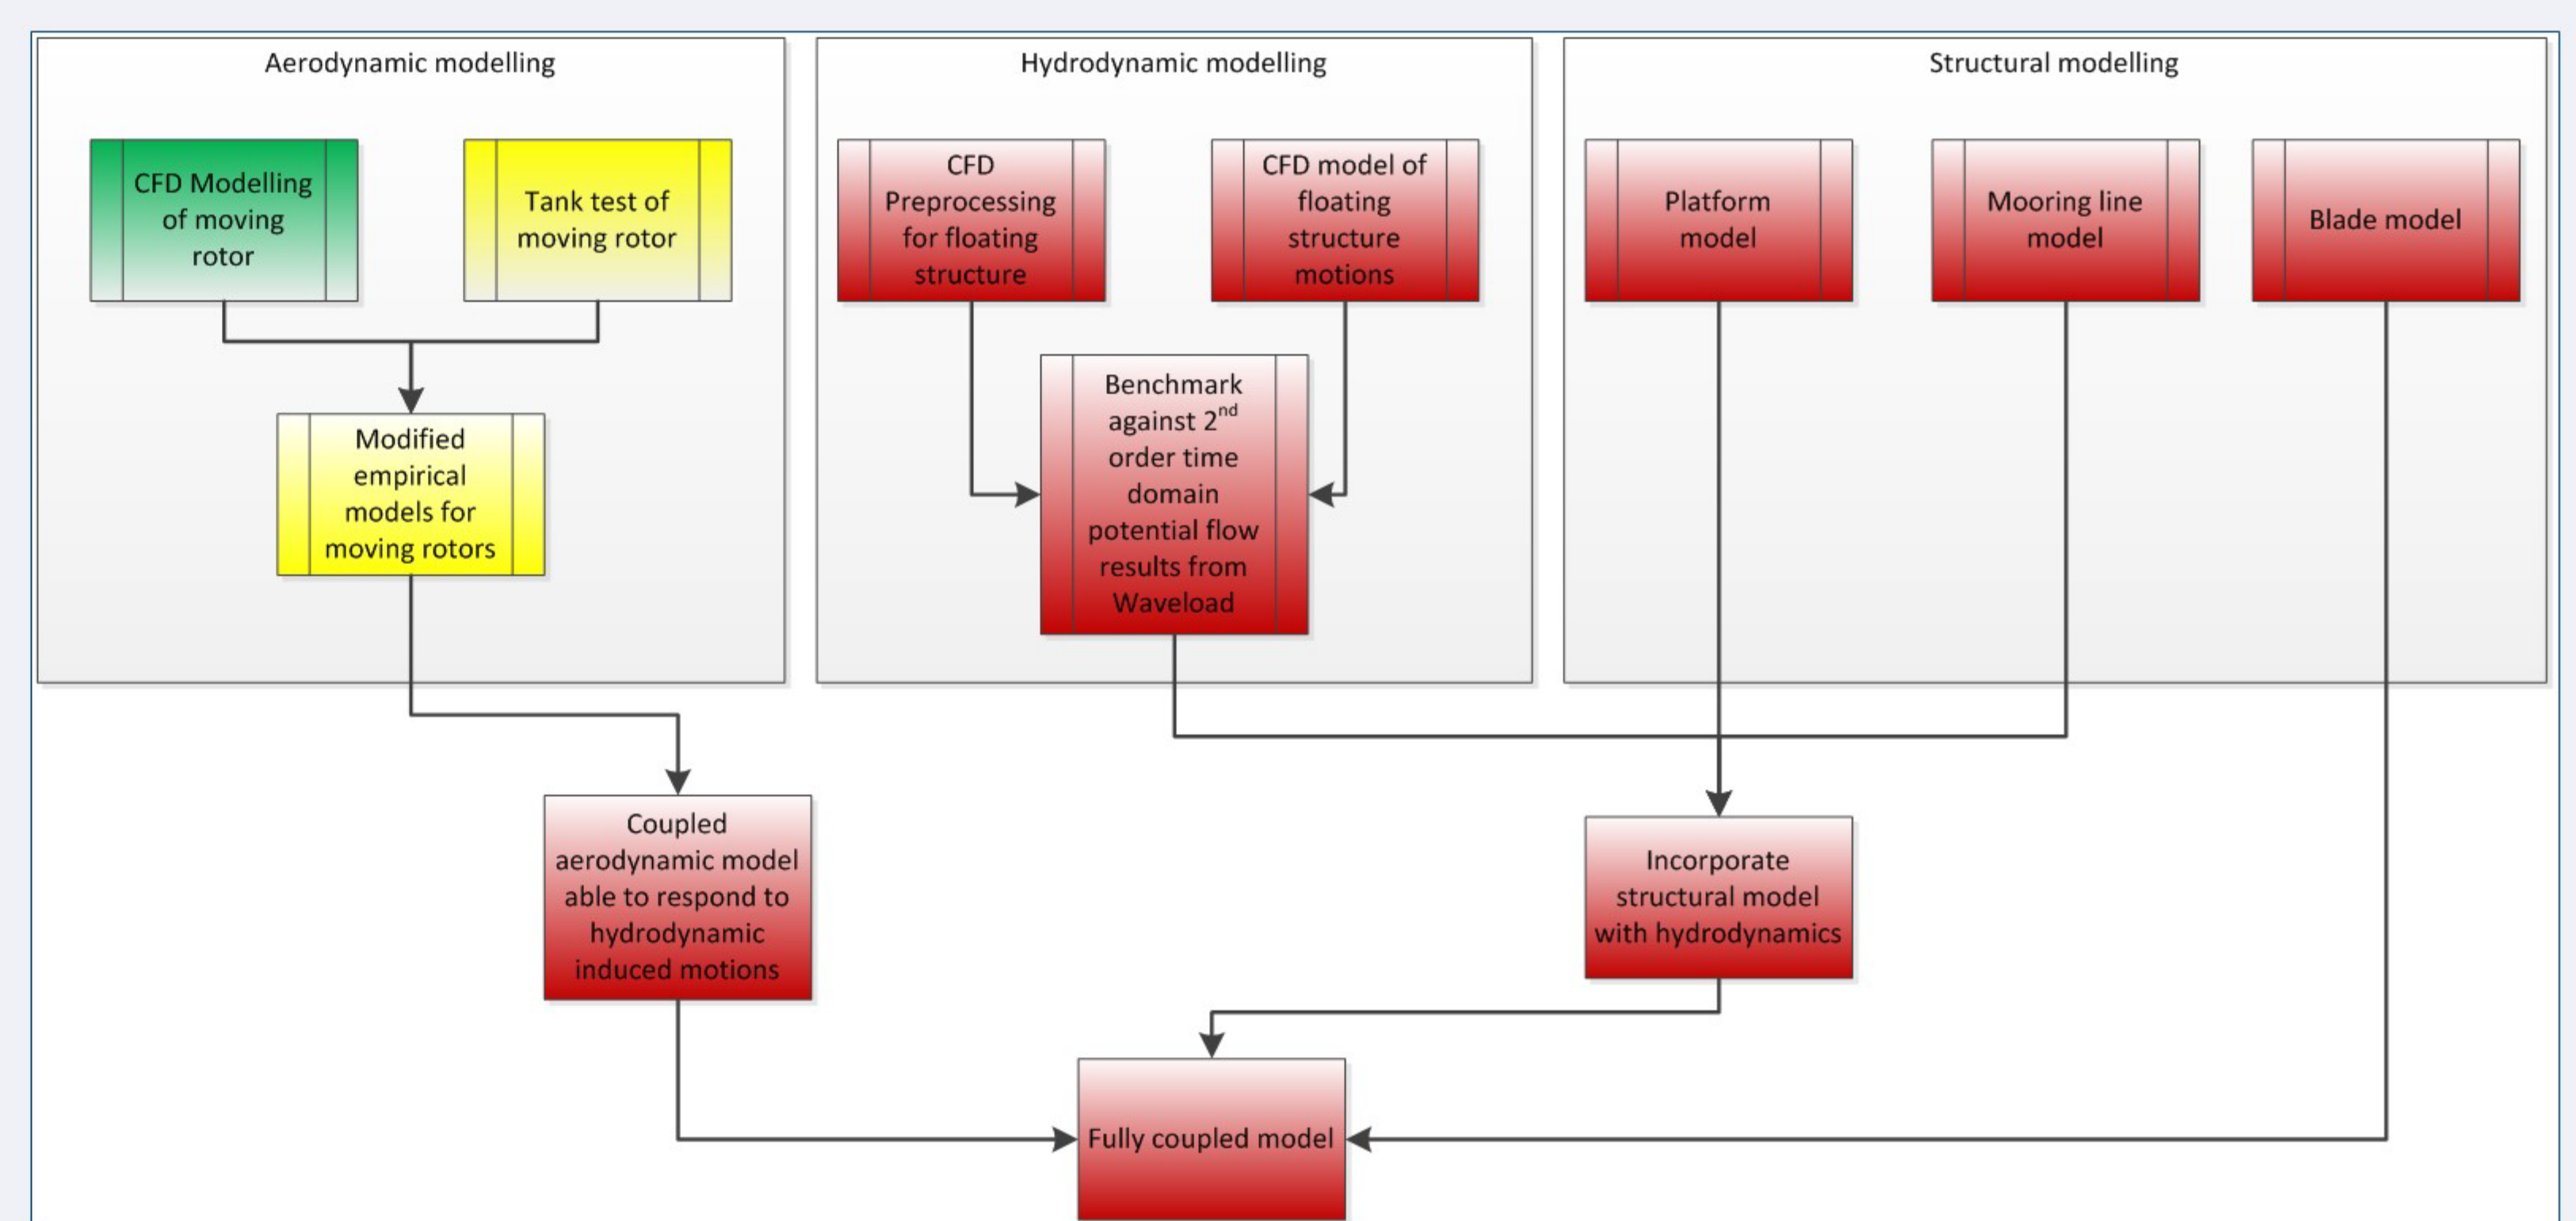 Aerodynamic modelling
CFD Modelling
of moving
rotor
Tank test of
moving rotor
Modified
empirical
models for
moving rotors
Hydrodynamic modelling
CFD
Preprocessing
for floating
structure
CFD model of
floating
structure
motions
Benchmark
against 2nd
order time
domain
potential flow
results from
Waveload
Structural modelling
Platform
model
Mooring line
model
Blade model
Coupled
aerodynamic model
able to respond to
hydrodynamic
induced motions
Incorporate
structural model
with hydrodynamics
Fully coupled model